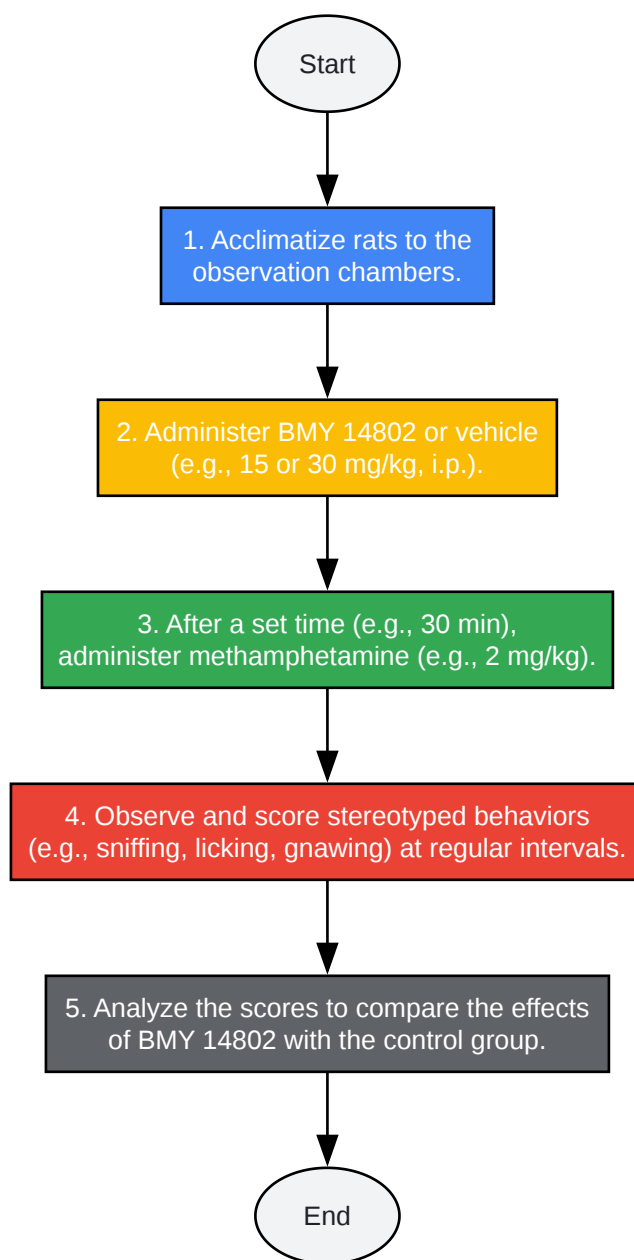 Start
1. Acclimatize rats to the
observation chambers.
2. Administer BMY 14802 or vehicle
(e.g., 15 or 30 mg/kg, i.p.).
3. After a set time (e.g., 30 min),
administer methamphetamine (e.g., 2 mg/kg).
4. Observe and score stereotyped behaviors
(e.g., sniffing, licking, gnawing) at regular intervals.
5. Analyze the scores to compare the effects
of BMY 14802 with the control group.
End